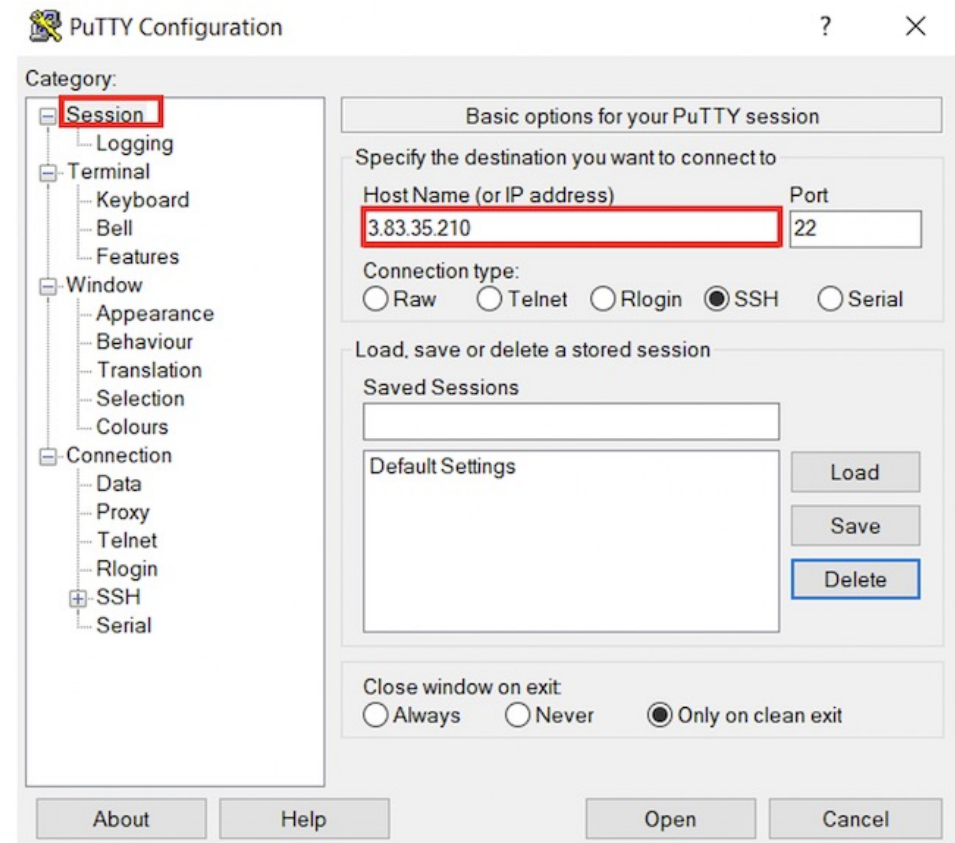 PuTTY Configuration
?
Category:
Session
Logging
Terminal
Keyboard
Bell
Features
Window
Appearance
Behaviour
Translation
Selection
Colours
Connection
Data
Proxy
Telnet
Rlogin
SSH
Serial
Basic options for your PuTTY session
Specify the destination you want to connect to
Host Name (or IP address) Port
3.83.35.210 22
Connection type:
Raw Telnet Rlogin SSH Serial
Load, save or delete a stored session
Saved Sessions
Default Settings
Load
Save
Delete
Close window on exit:
Always Never Only on clean exit
About Help Open Cancel